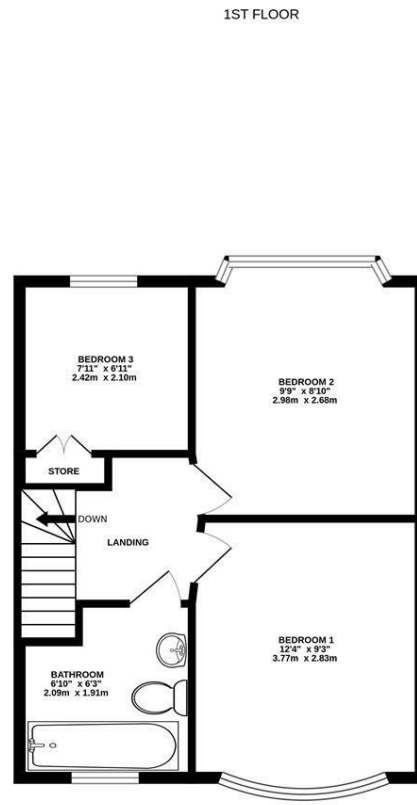 1ST FLOOR
BEDROOM 3
7'11" x 6'11"
2.42m x 2.10m
BEDROOM 2
9'9" x 8'10"
2.98m x 2.68m
STORE
DOWN
LANDING
BEDROOM 1
12'4" x 9'3"
3.77m x 2.83m
BATHROOM
6'10" x 6'3"
2.09m x 1.91m